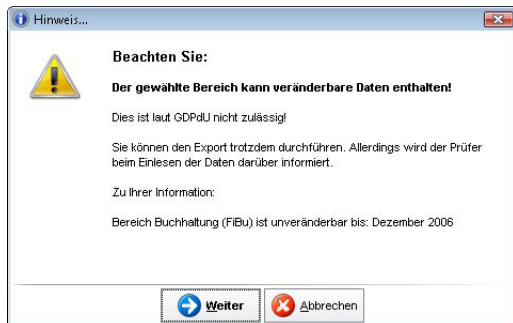 Hinweis...
Beachten Sie:
Der gewählte Bereich kann veränderbare Daten enthalten!
Dies ist laut GDPdU nicht zulässig!
Sie können den Export trotzdem durchführen. Allerdings wird der Prüfer
beim Einlesen der Daten darüber informiert.
Zu Ihrer Information:
Bereich Buchhaltung (FiBu) ist unveränderbar bis: Dezember 2006
Weiter
Abbrechen